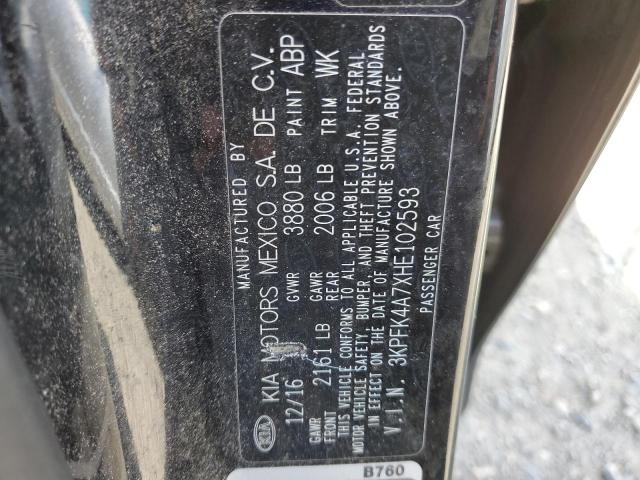 MANUFACTURED BY
KIA KIA MOTORS MEXICO S.A. DE C.V.
12/16 GVWR 3880 LB PAINT ABP
GAWR FRONT 2161 LB GAWR REAR 2006 LB TRIM WK
THIS VEHICLE CONFORMS TO ALL APPLICABLE U.S.A. FEDERAL
MOTOR VEHICLE SAFETY, BUMPER, AND THEFT PREVENTION STANDARDS
IN EFFECT ON THE DATE OF MANUFACTURE SHOWN ABOVE.
V.I.N. 3KPFK4A7XHE102593
PASSENGER CAR
B760